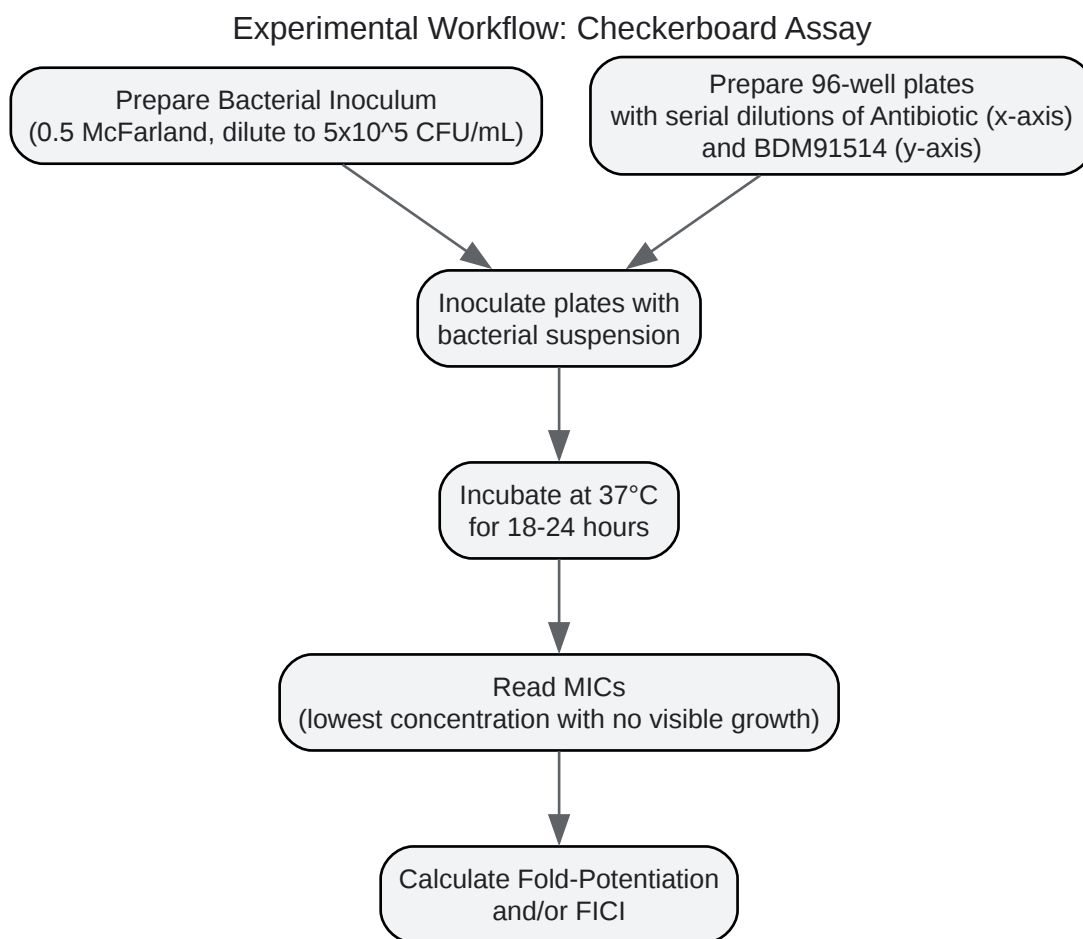 Experimental Workflow: Checkerboard Assay
Prepare Bacterial Inoculum
(0.5 McFarland, dilute to 5x10^5 CFU/mL)
Prepare 96-well plates
with serial dilutions of Antibiotic (x-axis)
and BDM91514 (y-axis)
Inoculate plates with
bacterial suspension
Incubate at 37°C
for 18-24 hours
Read MICs
(lowest concentration with no visible growth)
Calculate Fold-Potentiation
and/or FICI